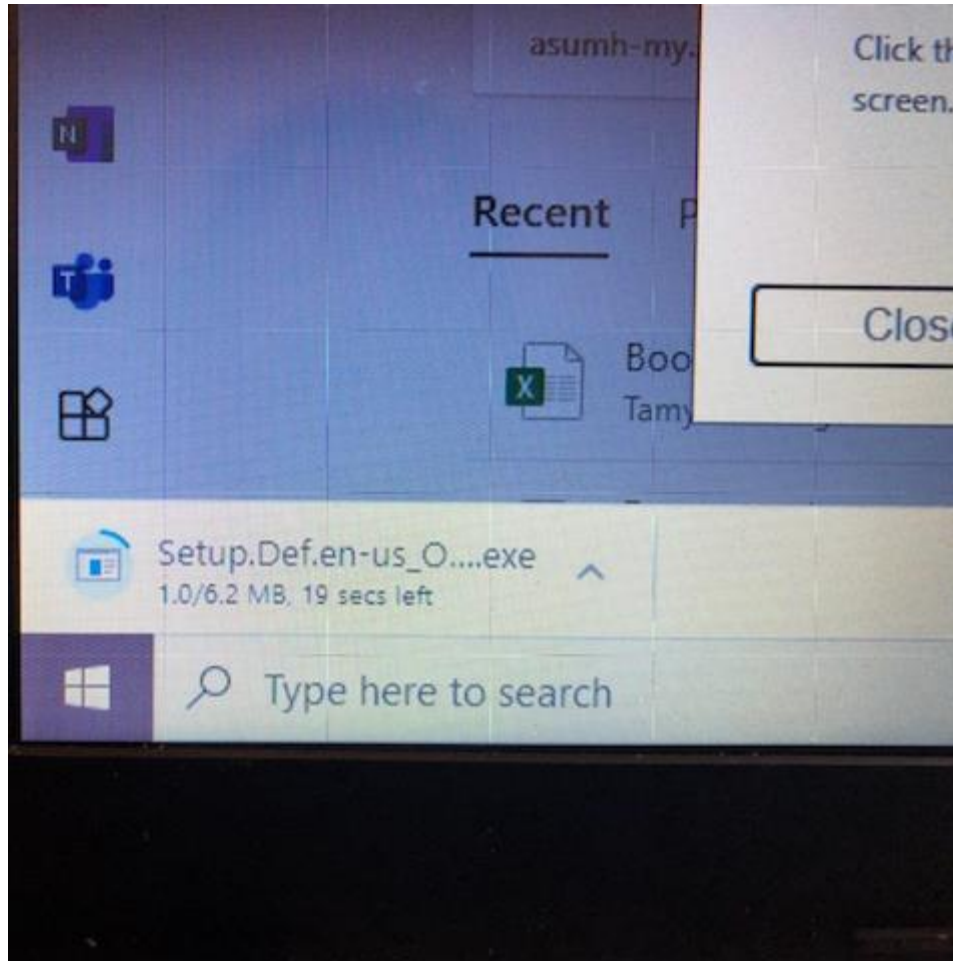 asumh-my.
Click th
screen.
N
Recent P
T
Close
X
Boo
Tamy
Setup.Def.en-us_O....exe
1.0/6.2 MB, 19 secs left
Type here to search